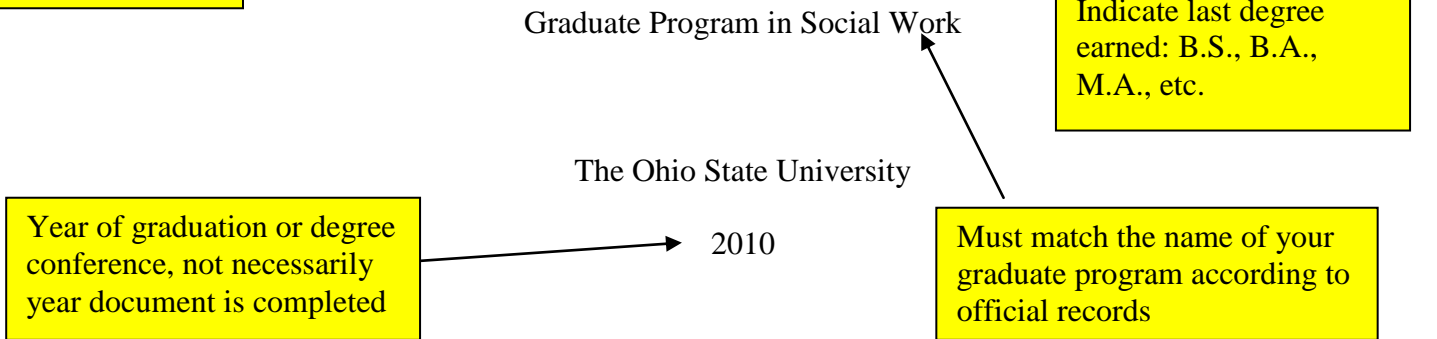 Graduate Program in Social Work
Indicate last degree
earned: B.S., B.A.,
M.A., etc.
The Ohio State University
Year of graduation or degree
conference, not necessarily
year document is completed
2010
Must match the name of your
graduate program according to
official records